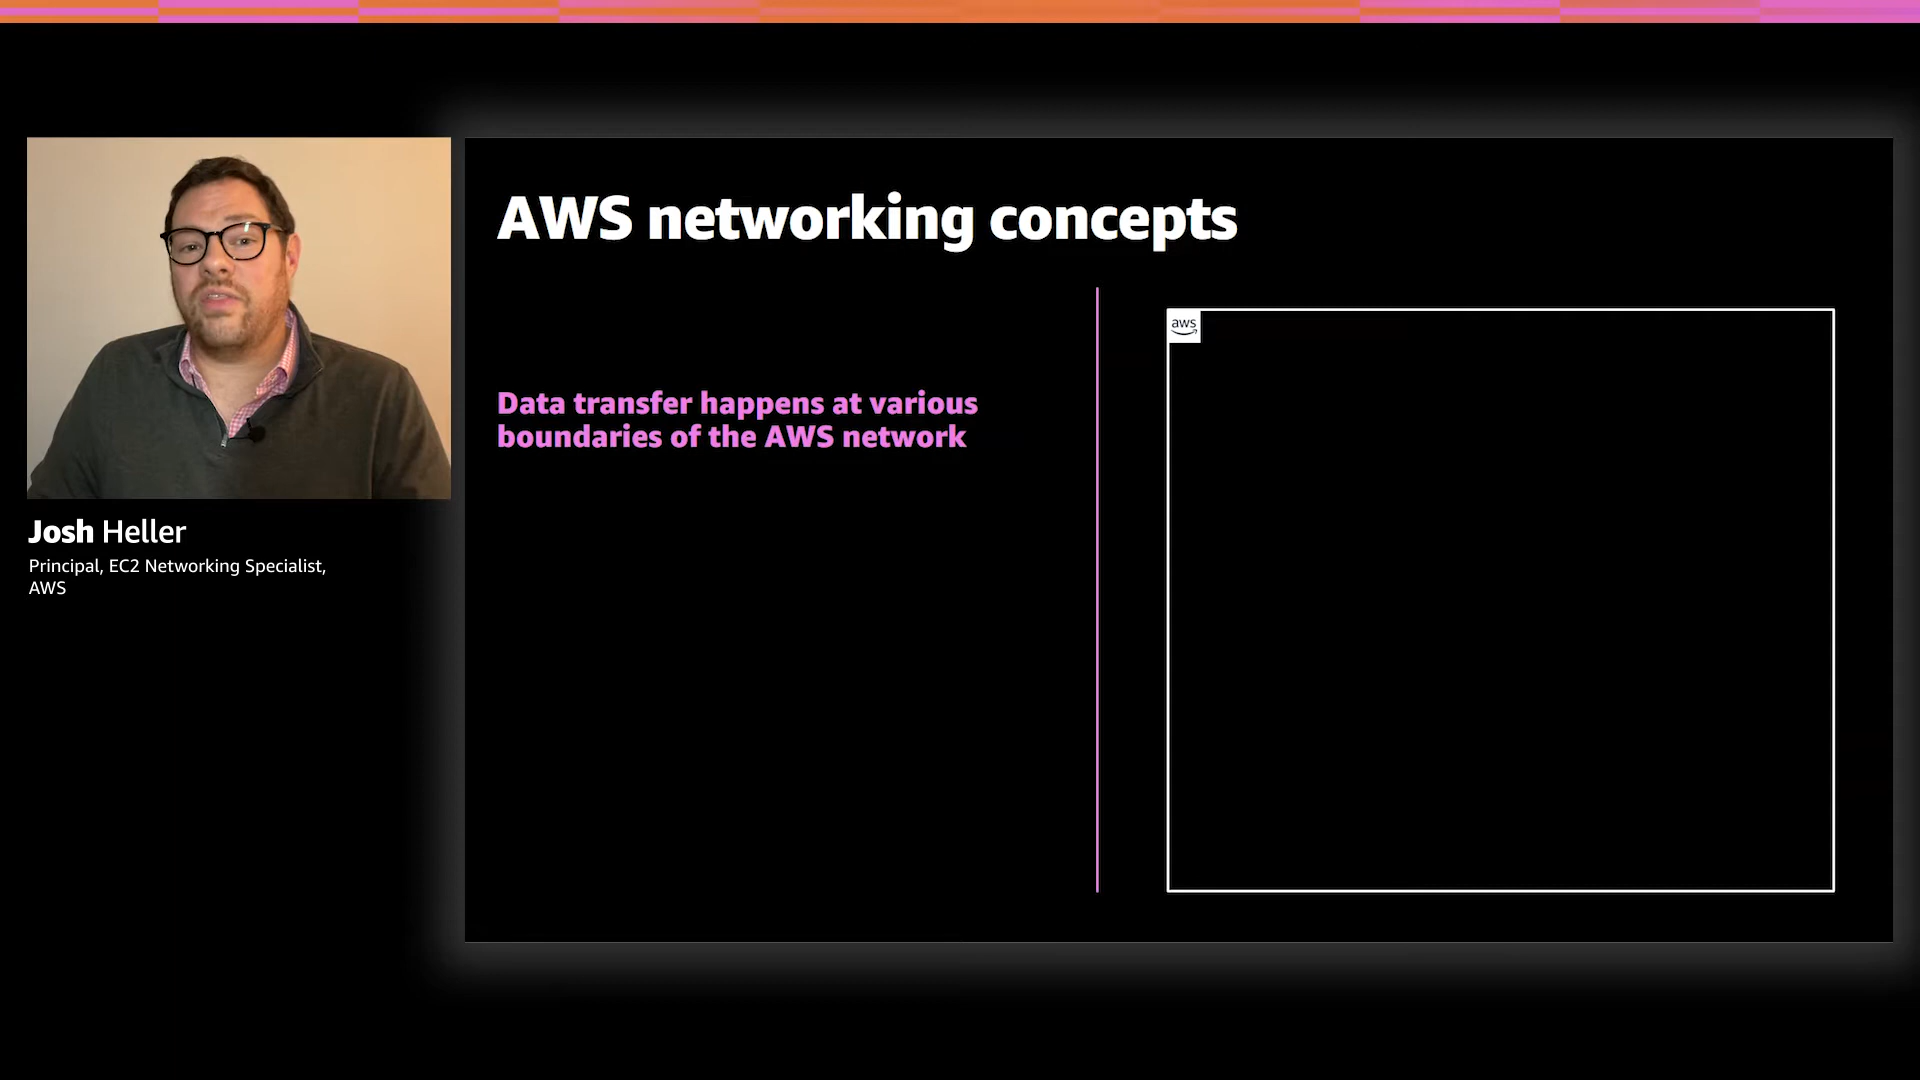 AWS networking concepts
aws
Data transfer happens at various
boundaries of the AWS network
Josh Heller
Principal, EC2 Networking Specialist,
AWS